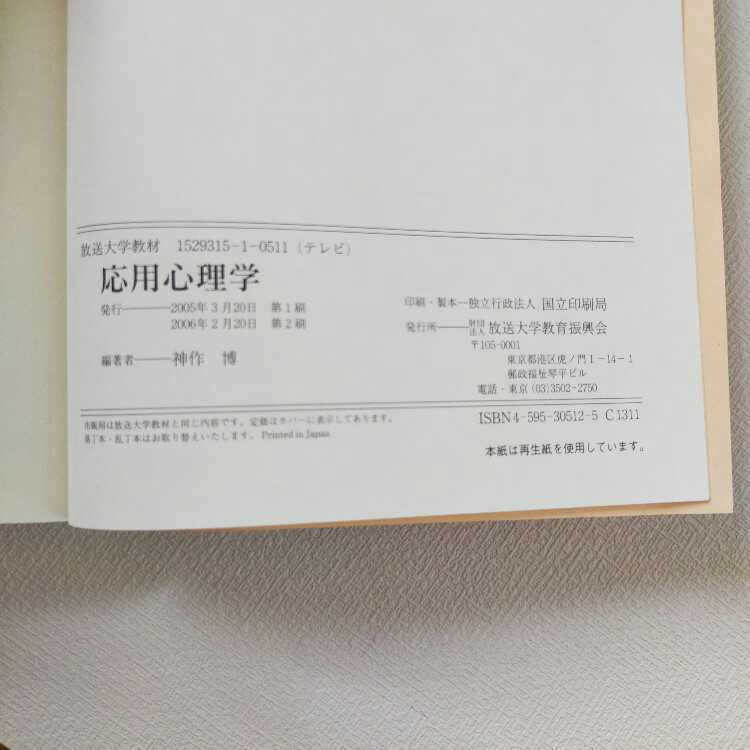 放送大学教材 1529315-1-0511(テレビ)
応用心理学
発行――2005年3月20日 第1刷
2006年2月20日 第2刷
編著者――神作 博
印刷・製本―独立行政法人 国立印刷局
発行所――財団法人 放送大学教育振興会
〒105-0001
東京都港区虎ノ門1-14-1
郵政福祉琴平ビル
電話・東京(03)3502-2750
市販用は放送大学教材と同じ内容です。定価はカバーに表示してあります。
落丁本・乱丁本はお取り替えいたします。 Printed in Japan
ISBN4-595-30512-5 C1311
本紙は再生紙を使用しています。